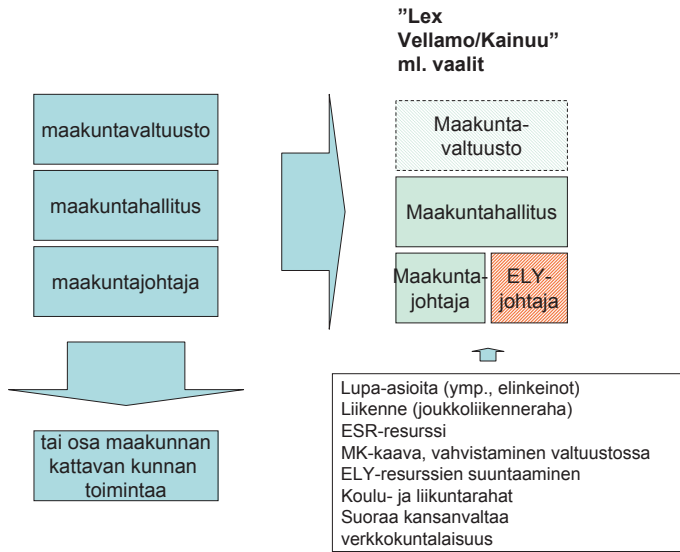 ”Lex
Vellamo/Kainuu”
ml. vaalit
maakuntavaltuusto
maakuntahallitus
maakuntajohtaja
tai osa maakunnan
kattavan kunnan
toimintaa
Maakunta-
valtuusto
Maakuntahallitus
Maakunta-
johtaja
ELY-
johtaja
Lupa-asioita (ymp., elinkeinot)
Liikenne (joukkoliikenneraha)
ESR-resurssi
MK-kaava, vahvistaminen valtuustossa
ELY-resurssien suuntaaminen
Koulu- ja liikuntarahat
Suoraa kansanvaltaa
verkkokuntalaisuus